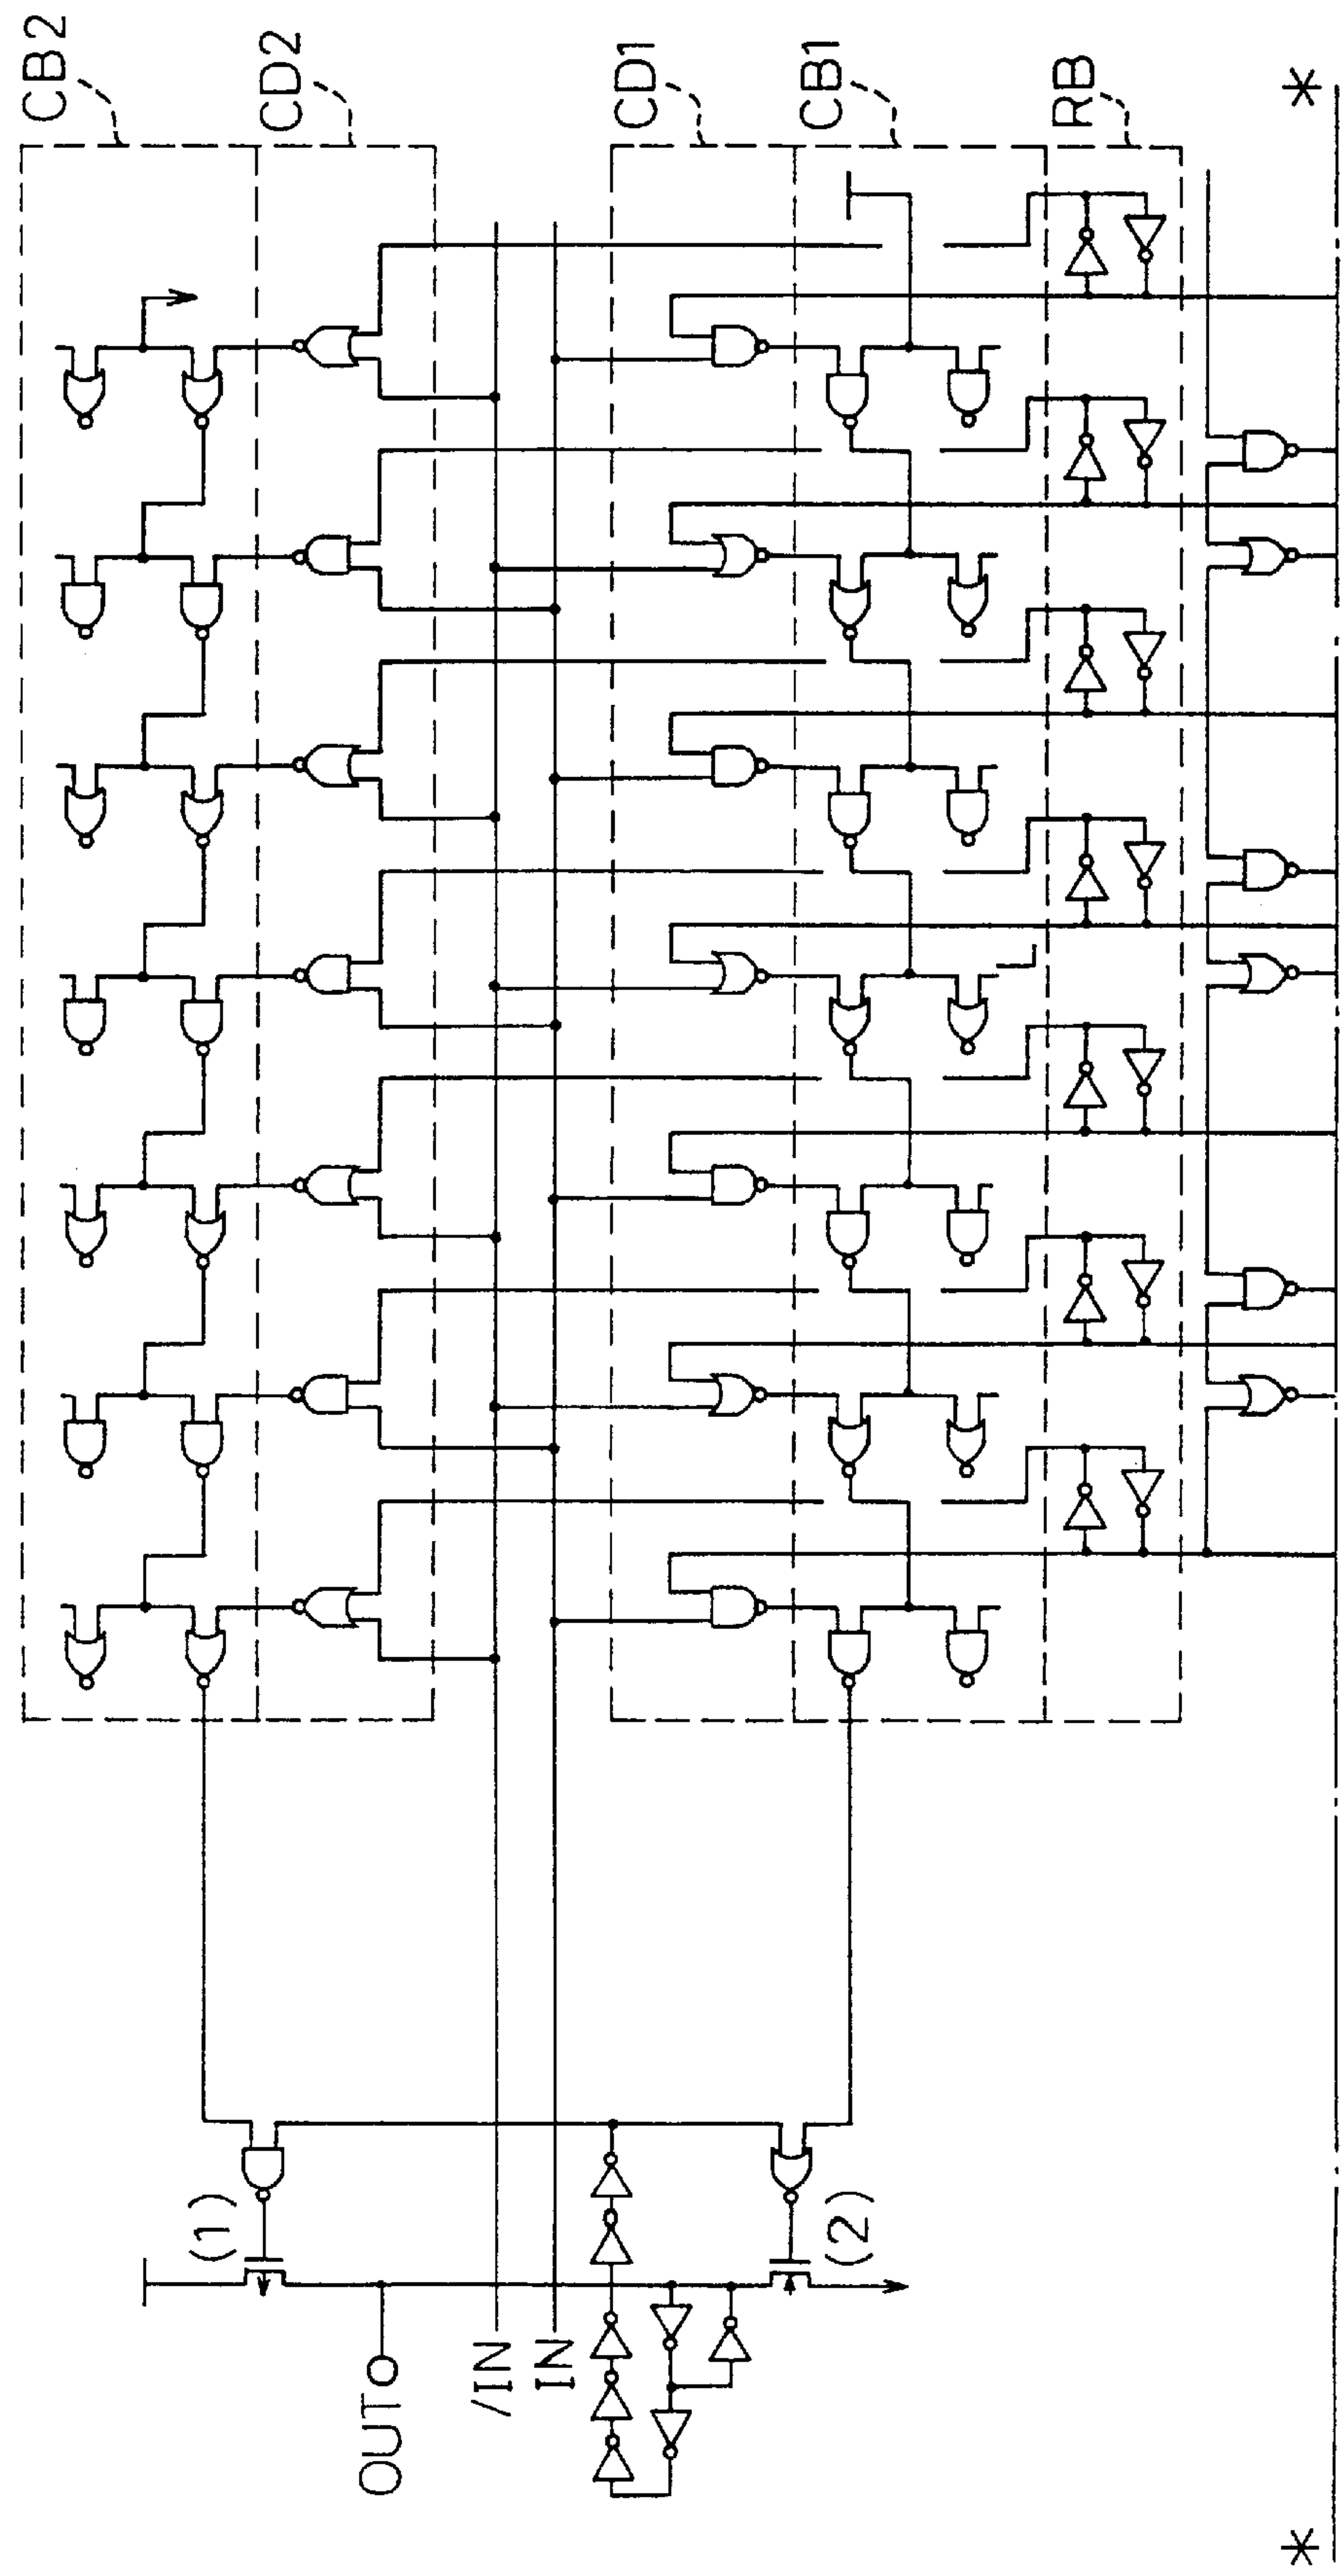 CB2
CD2
CD1
CB1
RB
*
(1)
(2)
OUT
/IN
IN
*